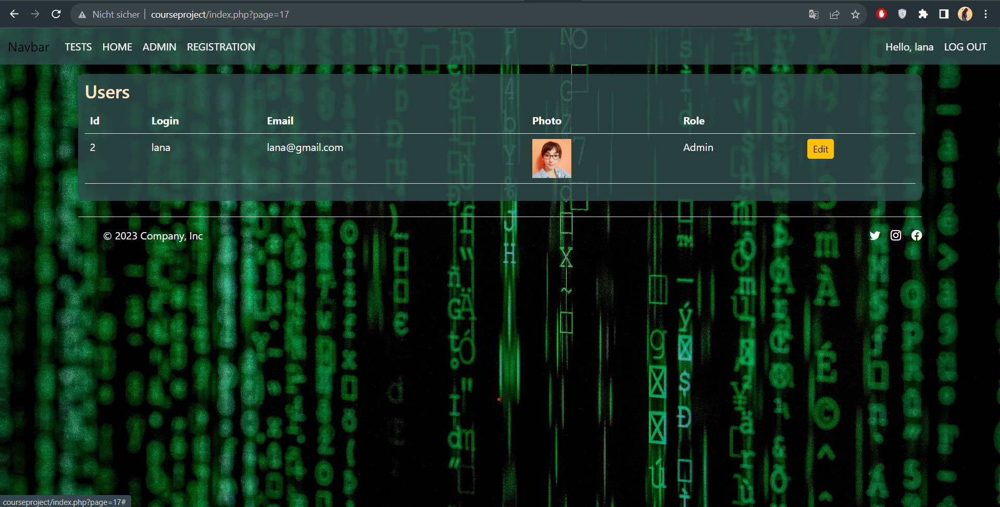 Nicht sicher | courseproject/index.php?page=17
Navbar TESTS HOME ADMIN REGISTRATION Hello, lana LOG OUT
Users
Id Login Email Photo Role
2 lana lana@gmail.com Admin Edit
© 2023 Company, Inc
courseproject/index.php?page=17#